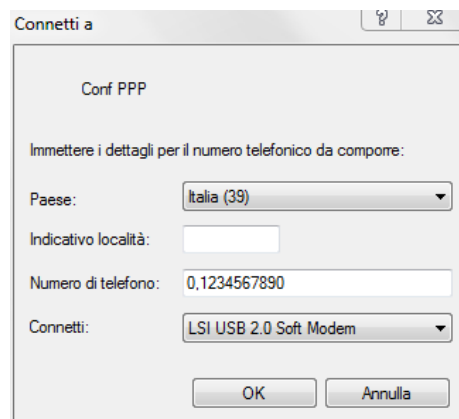 Connetti a
Conf PPP
Immettere i dettagli per il numero telefonico da comporre:
Paese: Italia (39)
Indicativo località:
Numero di telefono: 0,1234567890
Connetti: LSI USB 2.0 Soft Modem
OK Annulla